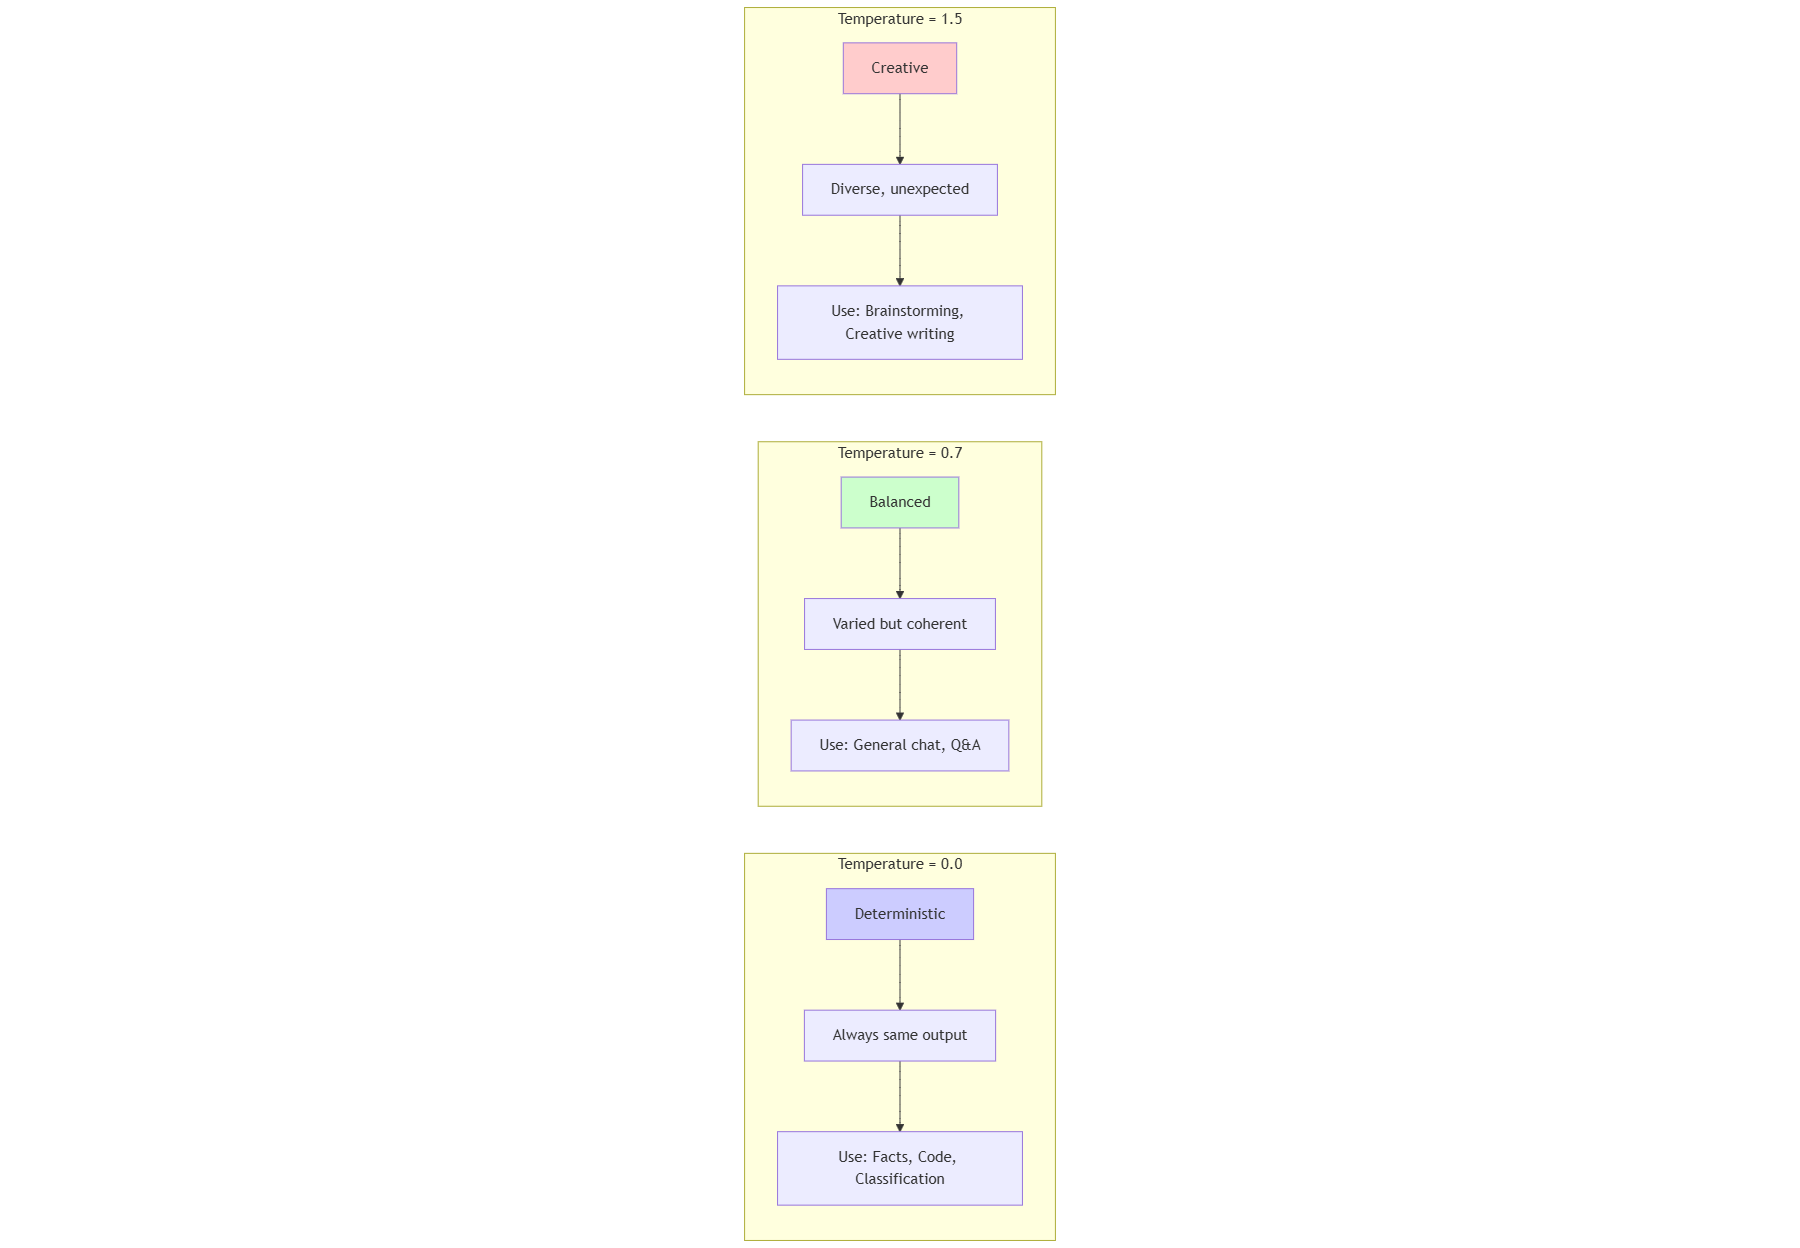 Temperature = 1.5
Creative
Diverse, unexpected
Use: Brainstorming,
Creative writing
Temperature = 0.7
Balanced
Varied but coherent
Use: General chat, Q&A
Temperature = 0.0
Deterministic
Always same output
Use: Facts, Code,
Classification